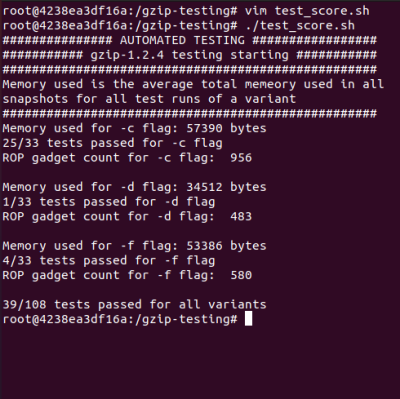 root@4238ea3df16a:/gzip-testing# vim test_score.sh
root@4238ea3df16a:/gzip-testing# ./test_score.sh
############### AUTOMATED TESTING #################
########### gzip-1.2.4 testing starting ###########
###################################################
Memory used is the average total memeory used in all
snapshots for all test runs of a variant
###################################################
Memory used for -c flag: 57390 bytes
25/33 tests passed for -c flag
ROP gadget count for -c flag:  956

Memory used for -d flag: 34512 bytes
1/33 tests passed for -d flag
ROP gadget count for -d flag:  483

Memory used for -f flag: 53386 bytes
4/33 tests passed for -f flag
ROP gadget count for -f flag:  580

39/108 tests passed for all variants
root@4238ea3df16a:/gzip-testing#